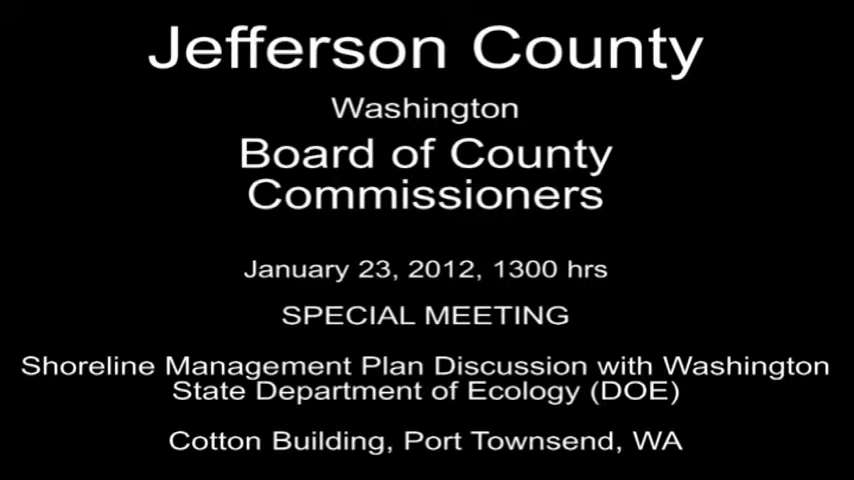 Jefferson County
Washington
Board of County
Commissioners
January 23, 2012, 1300 hrs
SPECIAL MEETING
Shoreline Management Plan Discussion with Washington
State Department of Ecology (DOE)
Cotton Building, Port Townsend, WA